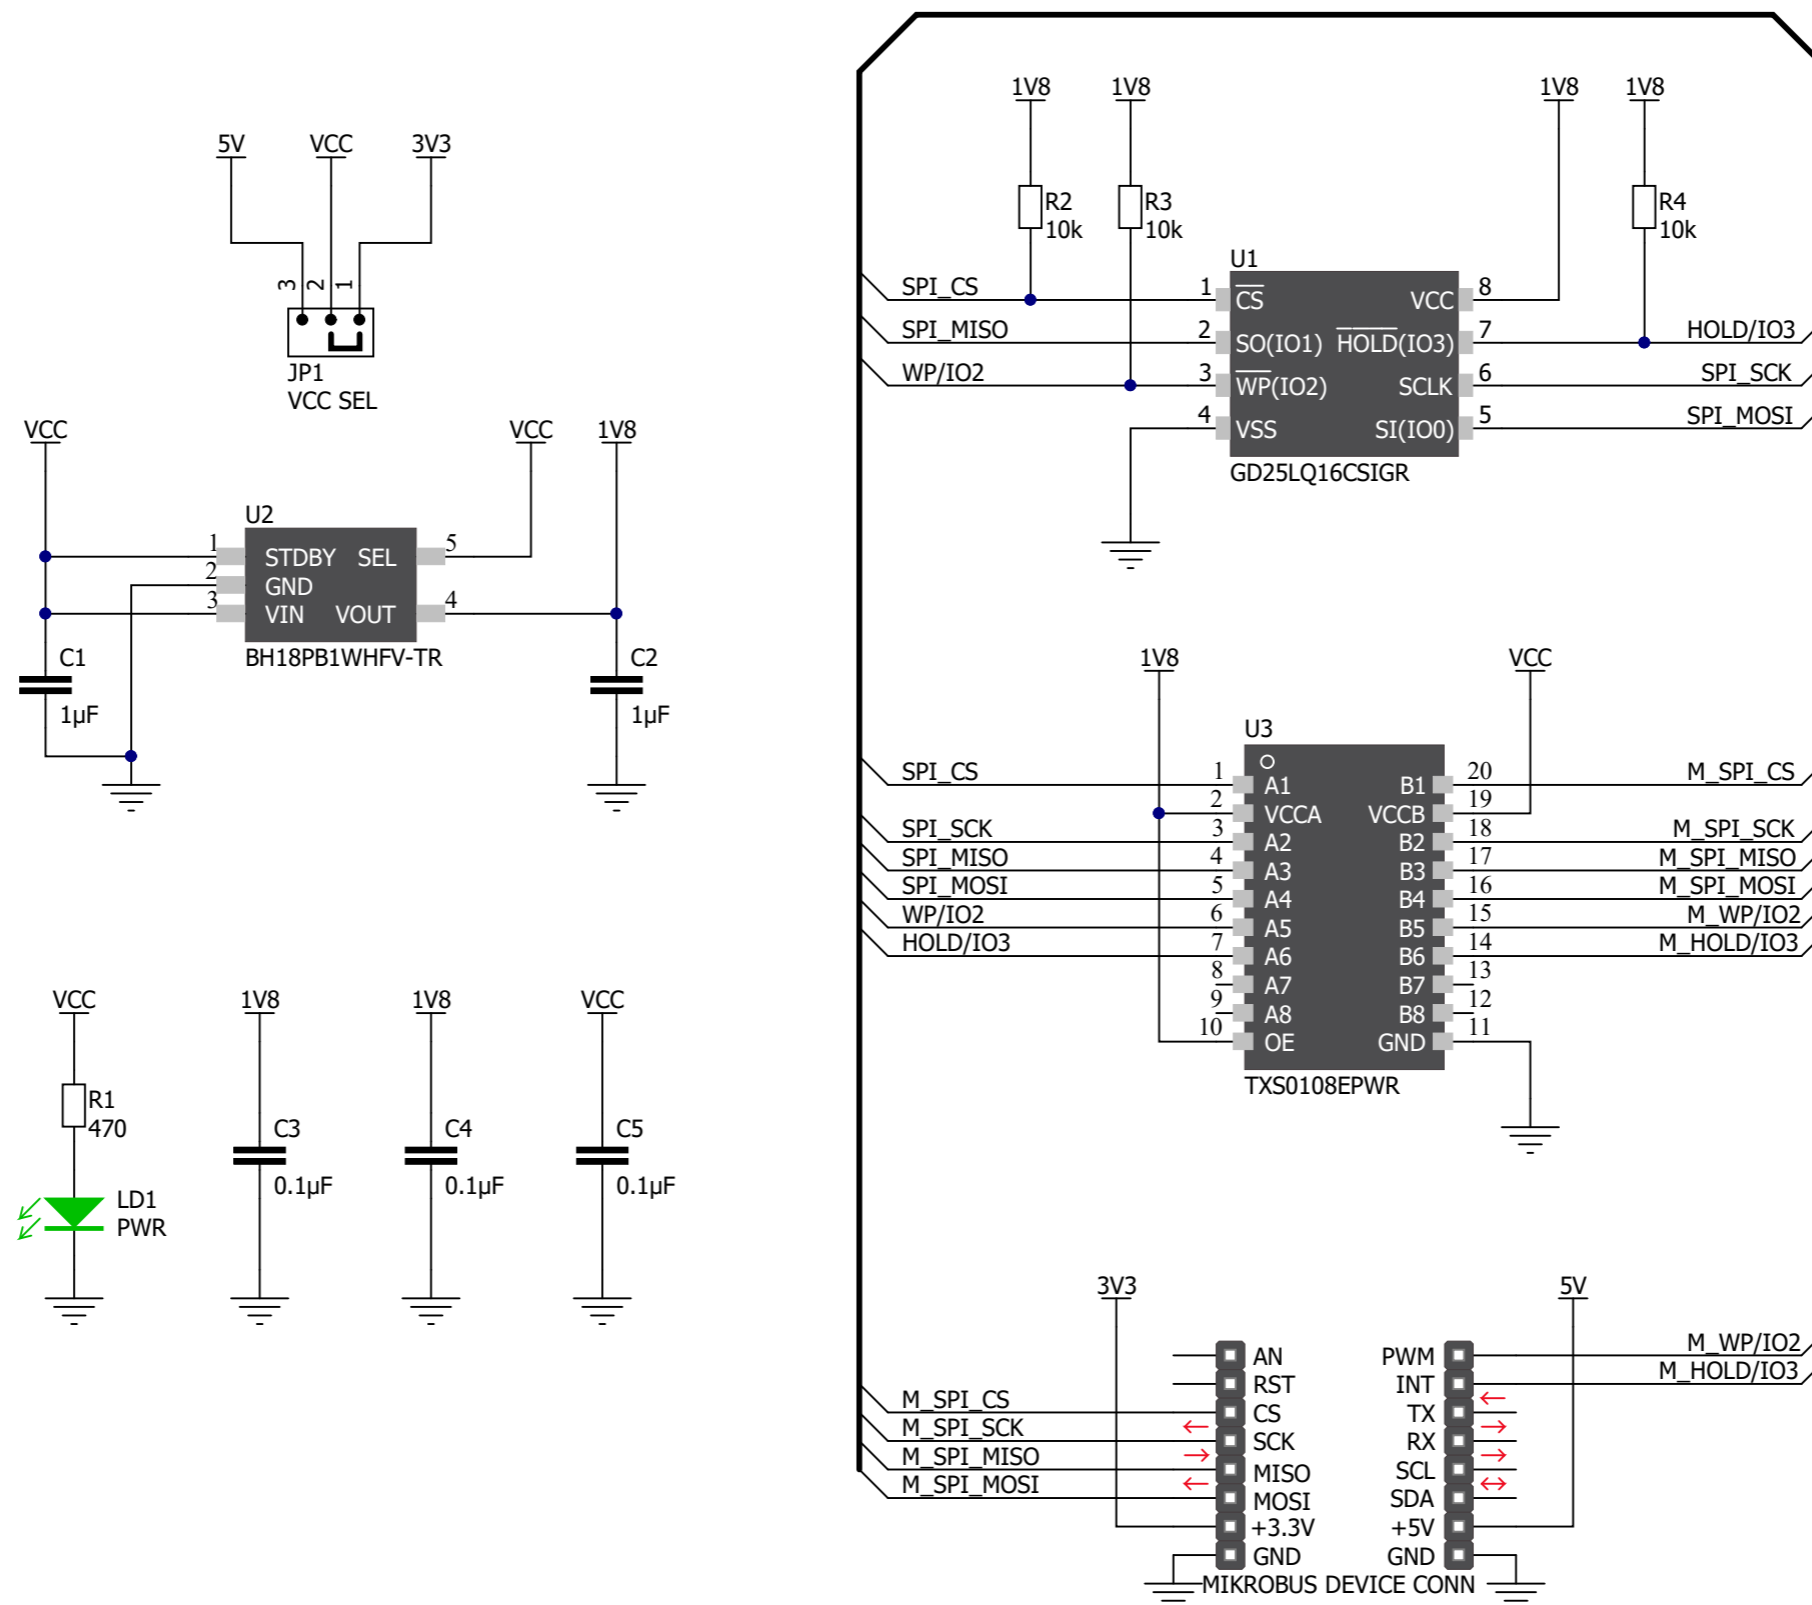 5V VCC 3V3
3 2 1
JP1
VCC SEL
VCC VCC 1V8
U2
1 STDBY SEL 5
2 GND
3 VIN VOUT 4
BH18PB1WHFV-TR
C1
1µF
C2
1µF
VCC 1V8 1V8 VCC
R1
470
LD1
PWR
C3
0.1µF
C4
0.1µF
C5
0.1µF
1V8 1V8 1V8 1V8
R2
10k
R3
10k
R4
10k
U1
SPI_CS 1 CS VCC 8
SPI_MISO 2 SO(IO1) HOLD(IO3) 7 HOLD/IO3
WP/IO2 3 WP(IO2) SCLK 6 SPI_SCK
4 VSS SI(IO0) 5 SPI_MOSI
GD25LQ16CSIGR
1V8 VCC
U3
SPI_CS 1 A1 B1 20 M_SPI_CS
2 VCCA VCCB 19
SPI_SCK 3 A2 B2 18 M_SPI_SCK
SPI_MISO 4 A3 B3 17 M_SPI_MISO
SPI_MOSI 5 A4 B4 16 M_SPI_MOSI
WP/IO2 6 A5 B5 15 M_WP/IO2
HOLD/IO3 7 A6 B6 14 M_HOLD/IO3
8 A7 B7 13
9 A8 B8 12
10 OE GND 11
TXS0108EPWR
3V3 5V
AN PWM M_WP/IO2
RST INT M_HOLD/IO3
M_SPI_CS CS TX
M_SPI_SCK SCK RX
M_SPI_MISO MISO SCL
M_SPI_MOSI MOSI SDA
+3.3V +5V
GND GND
MIKROBUS DEVICE CONN